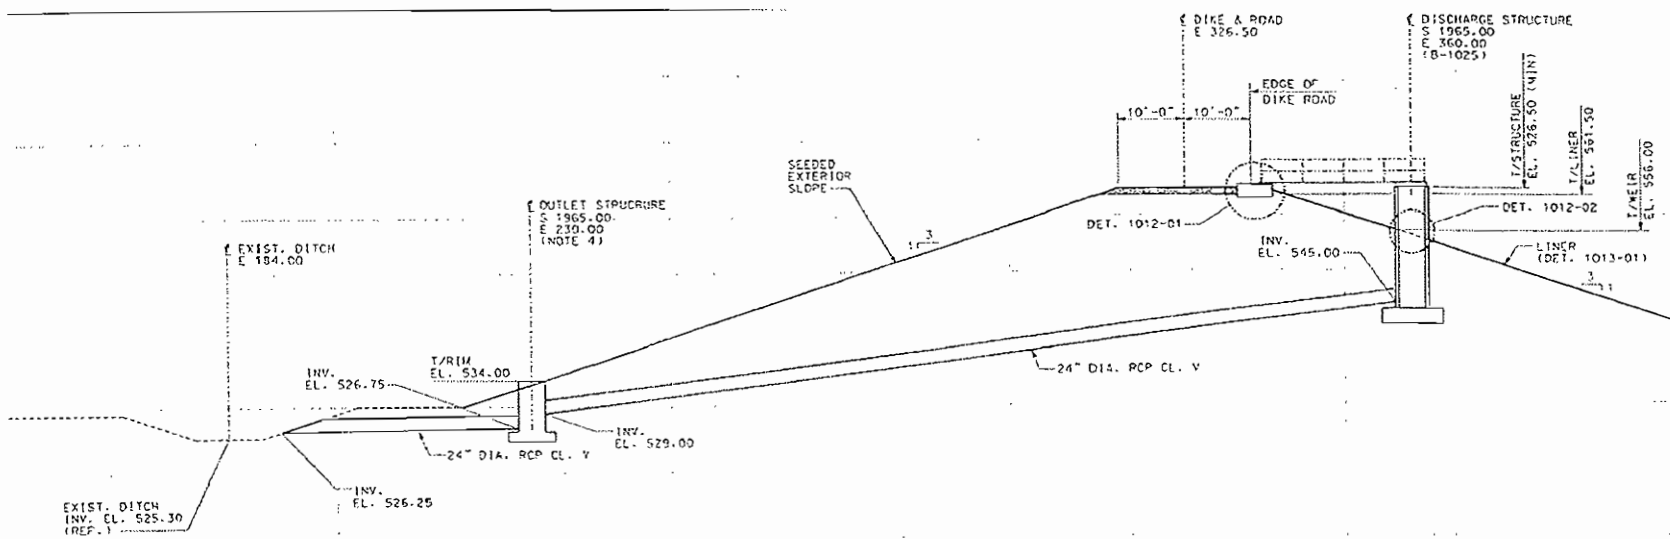 ℄ DIKE & ROAD
E 326.50
℄ DISCHARGE STRUCTURE
S 1965.00
E 360.00
(B-1025)
EDGE OF
DIKE ROAD
10'-0"
10'-0"
T/STRUCTURE
EL. 526.50 (MIN)
T/LINER
EL. 561.50
T/WEIR
EL. 556.00
SEEDED
EXTERIOR
SLOPE
DET. 1012-01
DET. 1012-02
℄ OUTLET STRUCRURE
S 1965.00
E 239.00
(NOTE 4)
3
1
INV.
EL. 545.00
LINER
(DET. 1013-01)
3
1
℄ EXIST. DITCH
E 184.00
T/RIM
EL. 534.00
INV.
EL. 526.75
24" DIA. RCP CL. V
INV.
EL. 529.00
24" DIA. RCP CL. V
INV.
EL. 526.25
EXIST. DITCH
INV. EL. 525.30
(REF.)